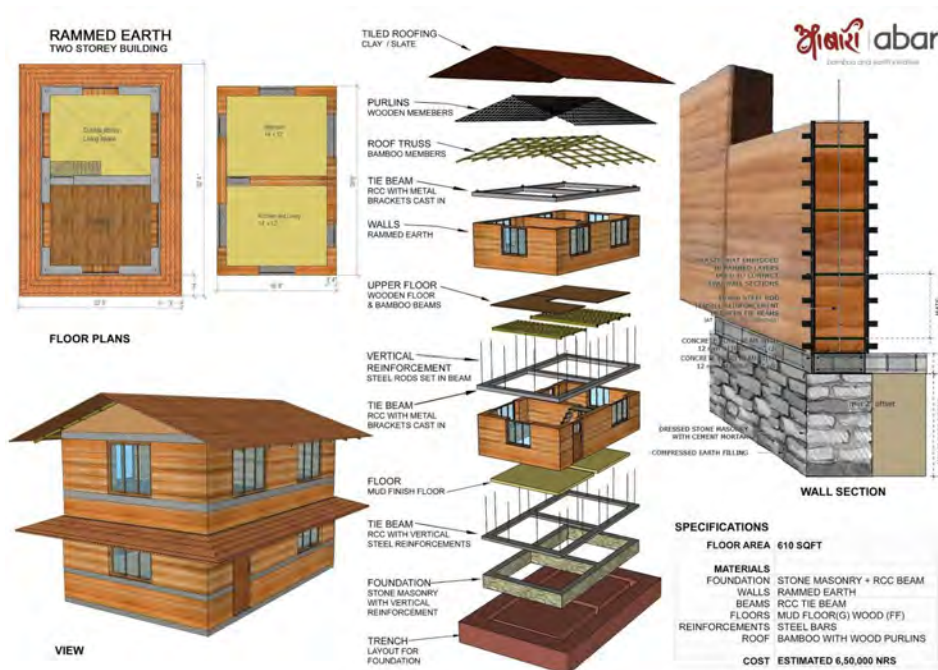 RAMMED EARTH
TWO STOREY BUILDING
FLOOR PLANS
VIEW
TILED ROOFING
CLAY / SLATE
PURLINS
WOODEN MEMEBERS
ROOF TRUSS
BAMBOO MEMBERS
TIE BEAM
RCC WITH METAL
BRACKETS CAST IN
WALLS
RAMMED EARTH
UPPER FLOOR
WOODEN FLOOR
& BAMBOO BEAMS
VERTICAL
REINFORCEMENT
STEEL RODS SET IN BEAM
TIE BEAM
RCC WITH METAL
BRACKETS CAST IN
FLOOR
MUD FINISH FLOOR
TIE BEAM
RCC WITH VERTICAL
STEEL REINFORCEMENTS
FOUNDATION
STONE MASONRY
WITH VERTICAL
REINFORCEMENT
TRENCH
LAYOUT FOR
FOUNDATION
आबारी abar
bamboo and earth initiative
DRESSED STONE MASONRY
WITH CEMENT MORTAR
COMPRESSED EARTH FILLING
offset
WALL SECTION
SPECIFICATIONS
FLOOR AREA 610 SQFT
MATERIALS
FOUNDATION STONE MASONRY + RCC BEAM
WALLS RAMMED EARTH
BEAMS RCC TIE BEAM
FLOORS MUD FLOOR(G) WOOD (FF)
REINFORCEMENTS STEEL BARS
ROOF BAMBOO WITH WOOD PURLINS
COST ESTIMATED 6,50,000 NRS